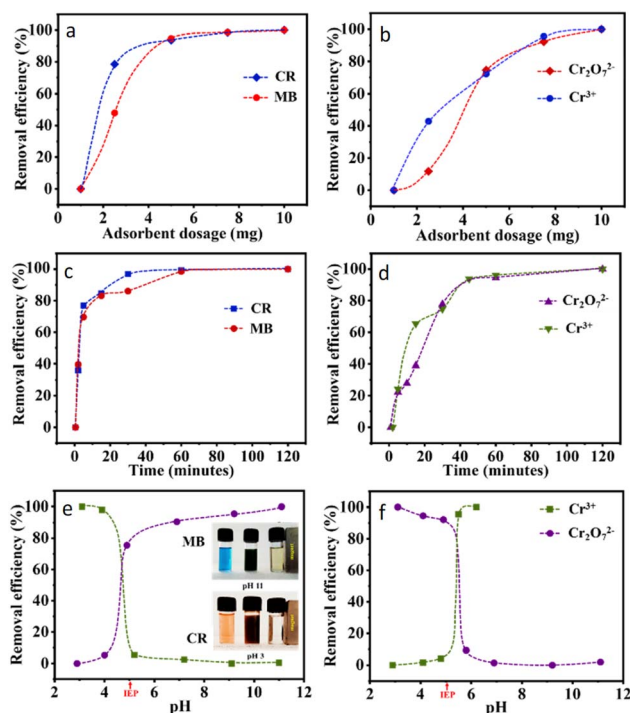 a
Removal efficiency (%)
100
80
60
40
20
0
CR
MB
0 2 4 6 8 10
Adsorbent dosage (mg)
b
Removal efficiency (%)
100
80
60
40
20
0
Cr₂O₇²⁻
Cr³⁺
0 2 4 6 8 10
Adsorbent dosage (mg)
c
Removal efficiency (%)
100
80
60
40
20
0
CR
MB
0 20 40 60 80 100 120
Time (minutes)
d
Removal efficiency (%)
100
80
60
40
20
0
Cr₂O₇²⁻
Cr³⁺
0 20 40 60 80 100 120
Time (minutes)
e
Removal efficiency (%)
100
80
60
40
20
0
MB
pH 11
CR
pH 3
2 4 6 8 10 12
IEP
pH
f
Removal efficiency (%)
100
80
60
40
20
0
Cr³⁺
Cr₂O₇²⁻
2 4 6 8 10 12
IEP
pH